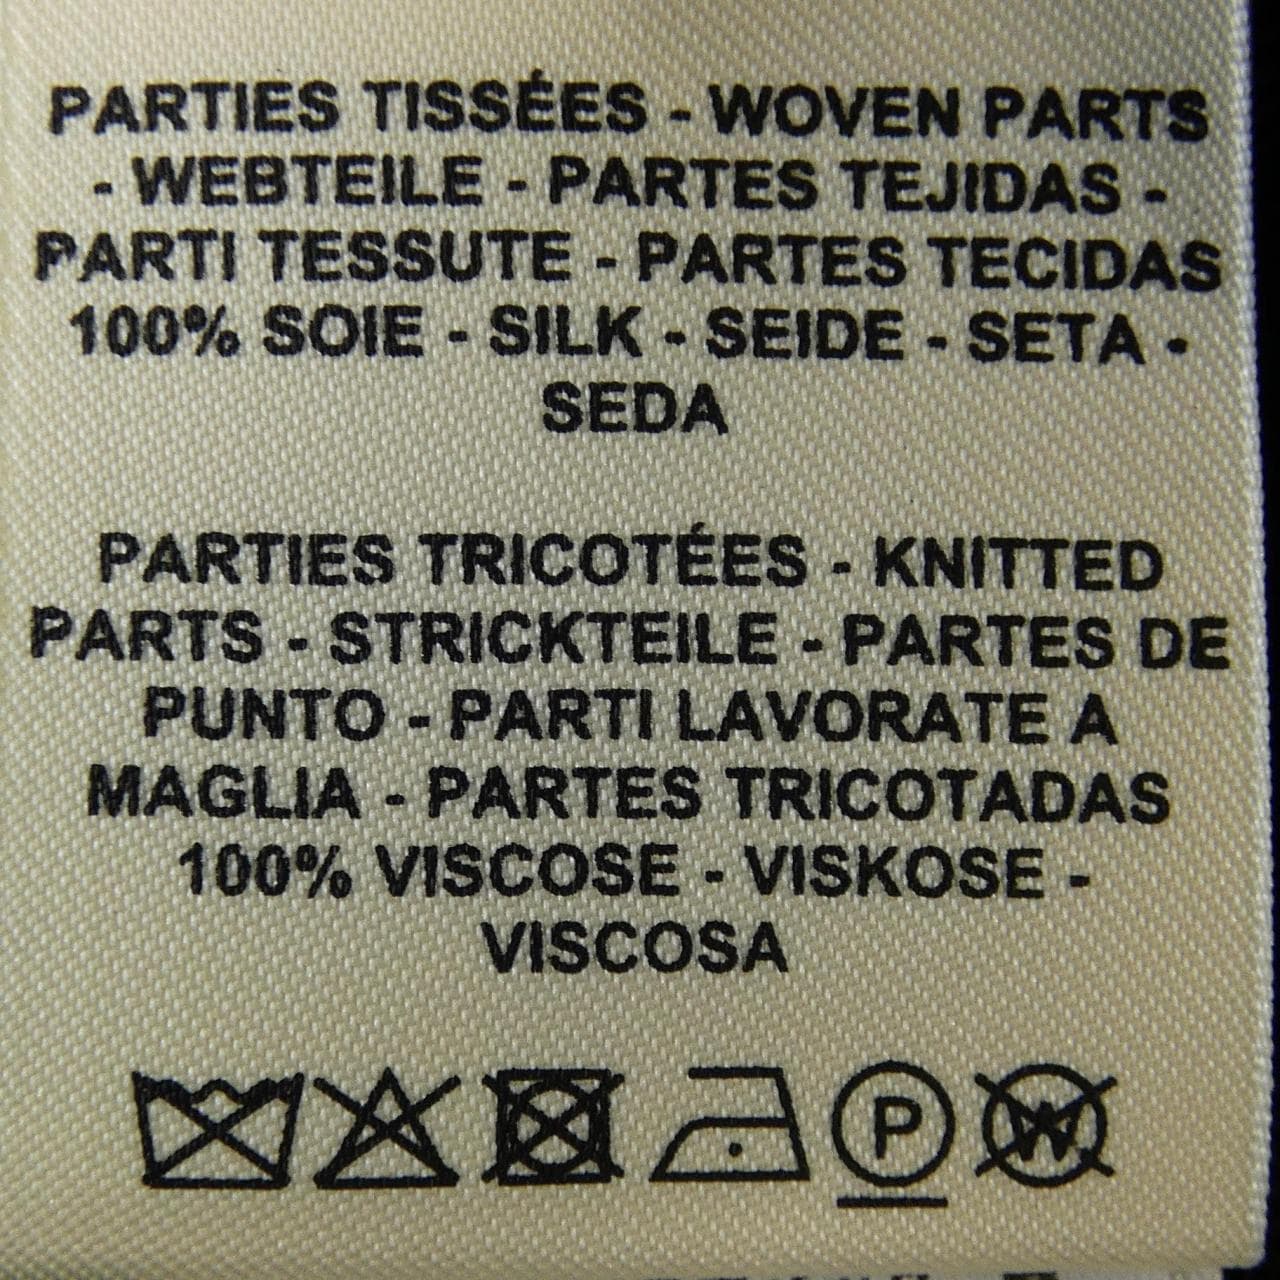 PARTIES TISSÉES - WOVEN PARTS
- WEBTEILE - PARTES TEJIDAS -
PARTI TESSUTE - PARTES TECIDAS
100% SOIE - SILK - SEIDE - SETA -
SEDA
PARTIES TRICOTÉES - KNITTED
PARTS - STRICKTEILE - PARTES DE
PUNTO - PARTI LAVORATE A
MAGLIA - PARTES TRICOTADAS
100% VISCOSE - VISKOSE -
VISCOSA
P W